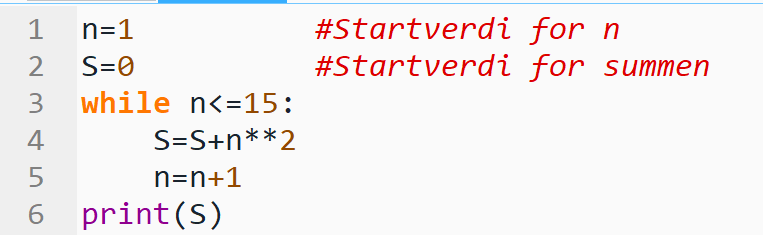 1 n=1 #Startverdi for n
2 S=0 #Startverdi for summen
3 while n<=15:
4 S=S+n**2
5 n=n+1
6 print(S)